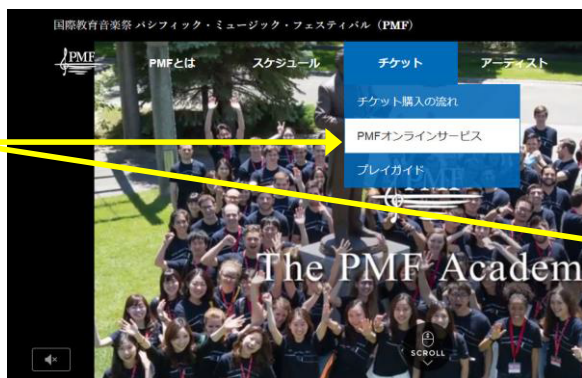 国際教育音楽祭 パシフィック・ミュージック・フェスティバル（PMF）
PMF
PMFとは
スケジュール
チケット
アーティスト
チケット購入の流れ
PMFオンラインサービス
プレイガイド
PMF
The PMF Academ
SCROLL